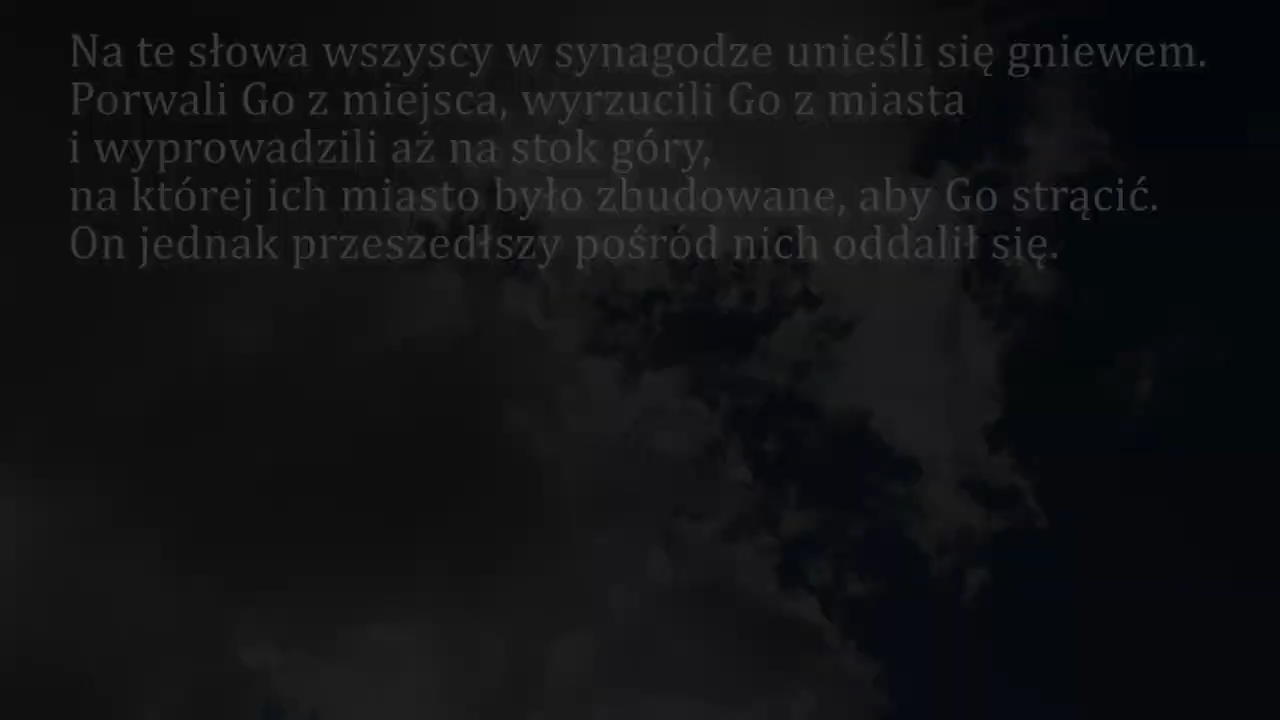 Na te słowa wszyscy w synagodze unieśli się gniewem.
Porwali Go z miejsca, wyrzucili Go z miasta
i wyprowadzili aż na stok góry,
na której ich miasto było zbudowane, aby Go strącić.
On jednak przeszedłszy pośród nich oddalił się.